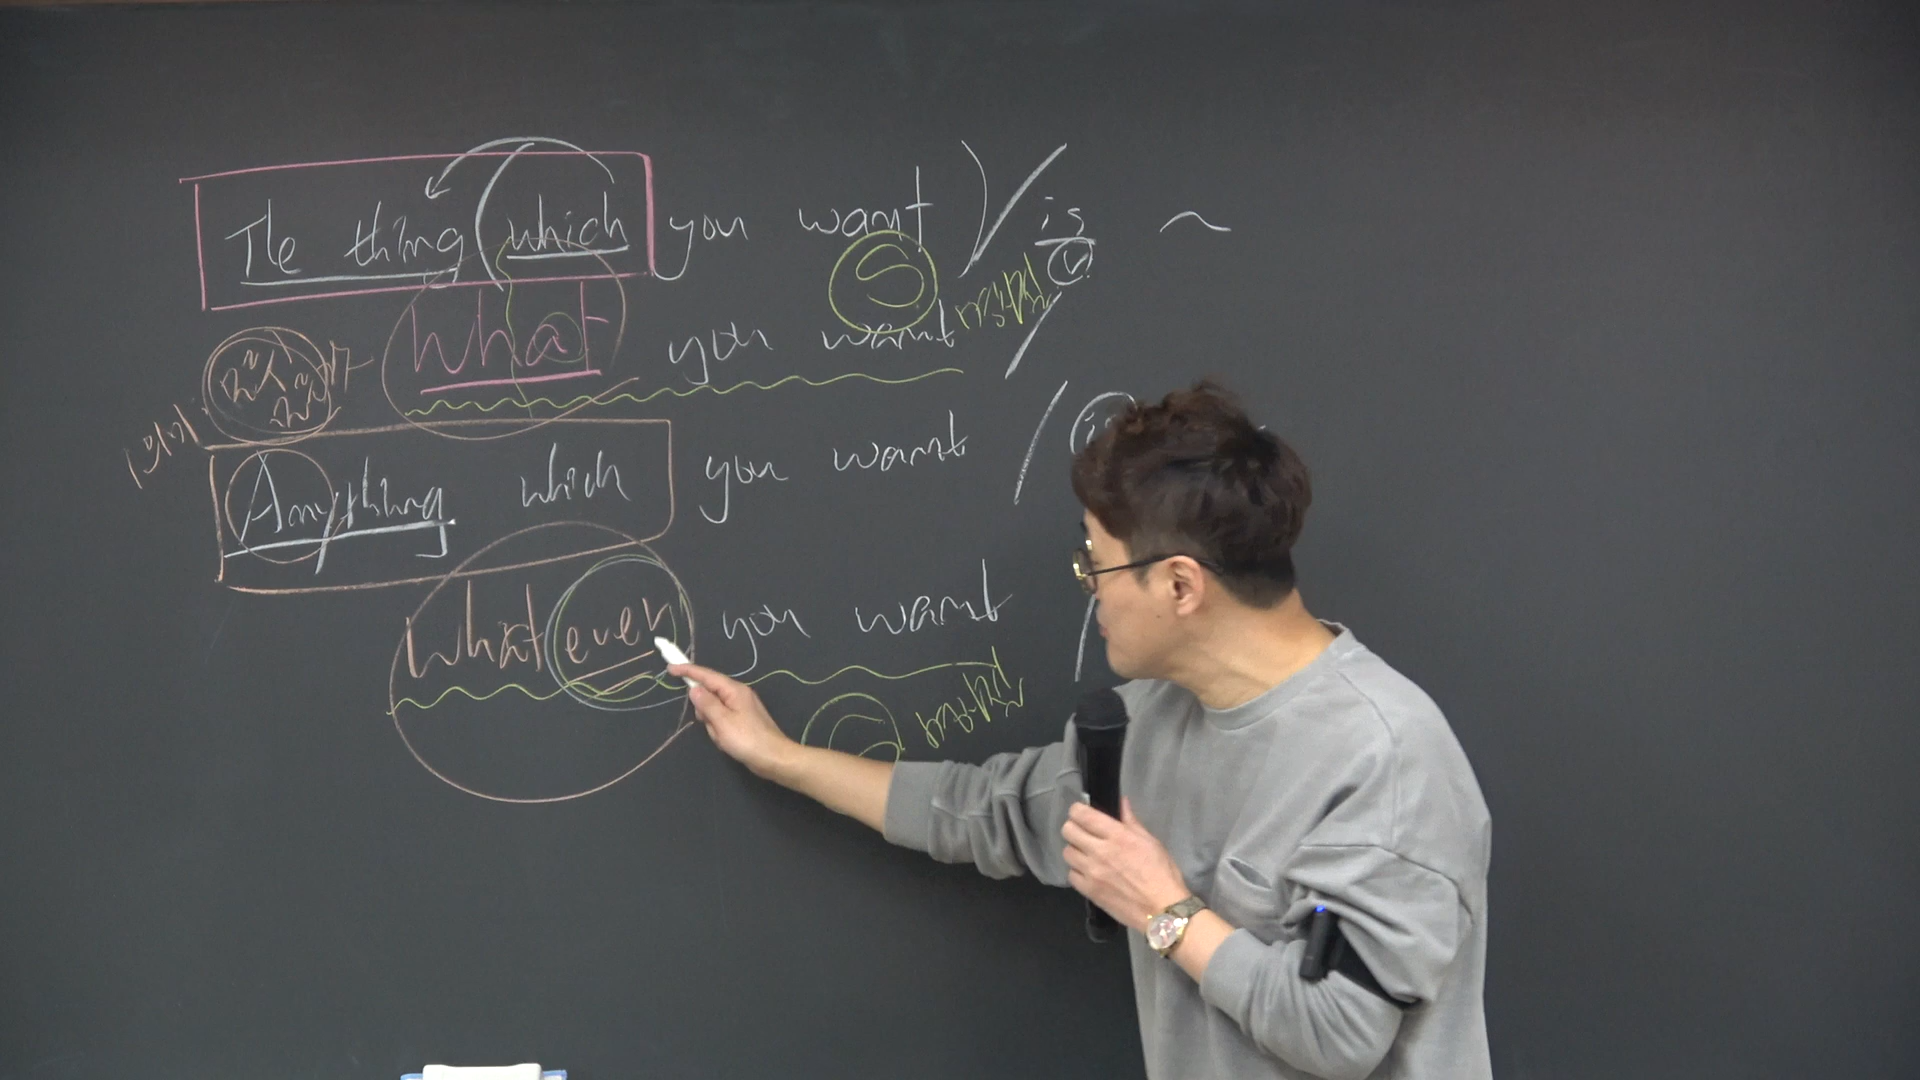 The thing (which you want) / is ~
S V
What you want /
명사절
Anything which you want /
Whatever you want /
명사절